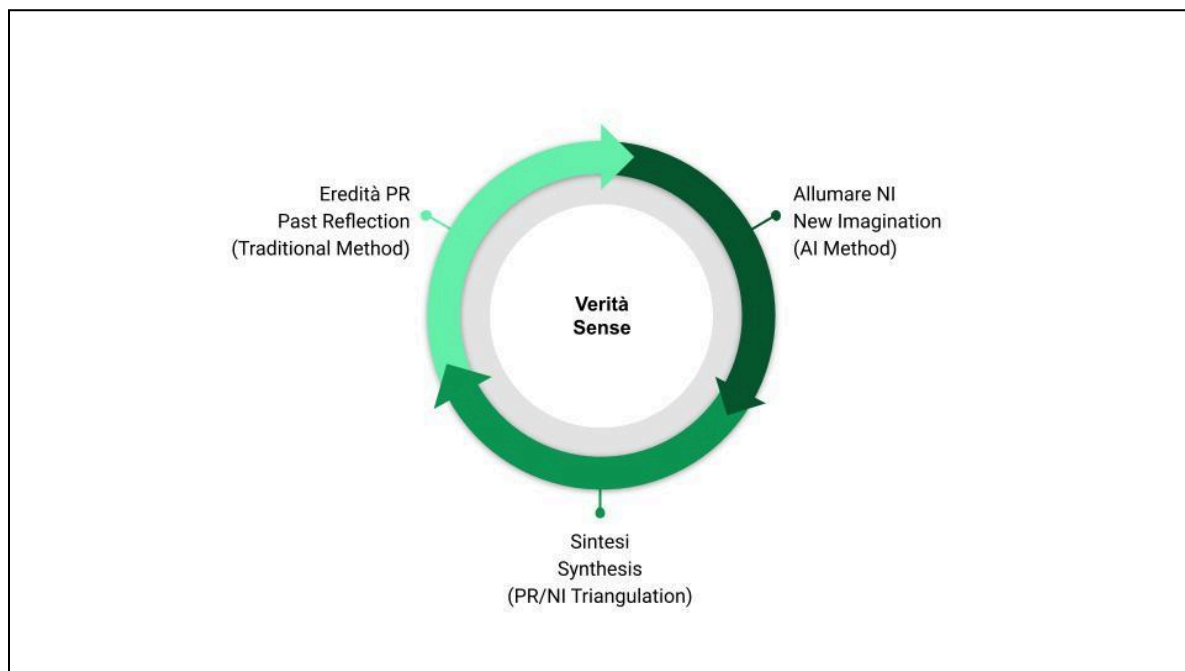 Eredità PR
Past Reflection
(Traditional Method)
Allumare NI
New Imagination
(AI Method)
Verità
Sense
Sintesi
Synthesis
(PR/NI Triangulation)